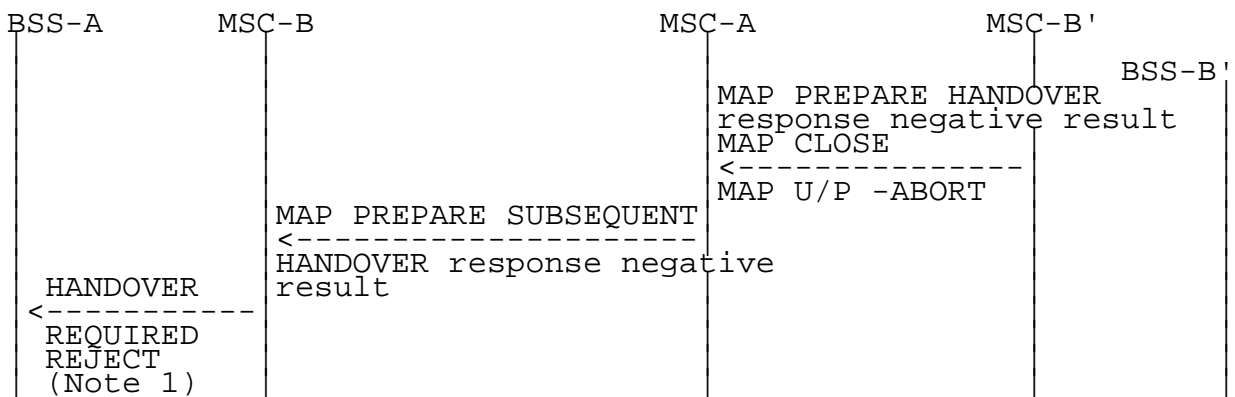 BSS-A MSC-B MSC-A MSC-B'
BSS-B'
MAP PREPARE HANDOVER
response negative result
MAP CLOSE
<---------------
MAP U/P -ABORT
MAP PREPARE SUBSEQUENT
<---------------------
HANDOVER response negative
result
HANDOVER
<-----------
REQUIRED
REJECT
(Note 1)